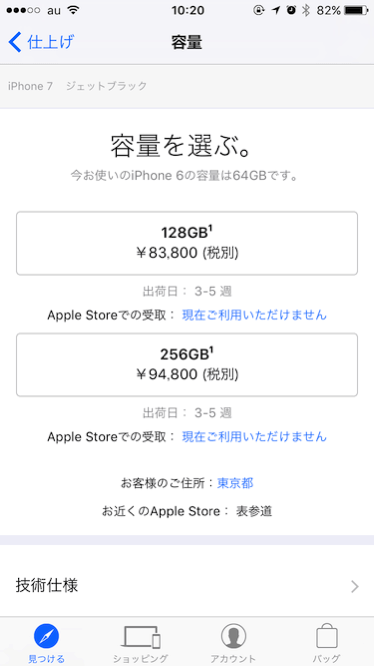 au 10:20 82%
仕上げ 容量
iPhone 7 ジェットブラック
容量を選ぶ。
今お使いのiPhone 6の容量は64GBです。
128GB¹
￥83,800 (税別)
出荷日： 3-5 週
Apple Storeでの受取： 現在ご利用いただけません
256GB¹
￥94,800 (税別)
出荷日： 3-5 週
Apple Storeでの受取： 現在ご利用いただけません
お客様のご住所：東京都
お近くのApple Store： 表参道
技術仕様
見つける ショッピング アカウント バッグ